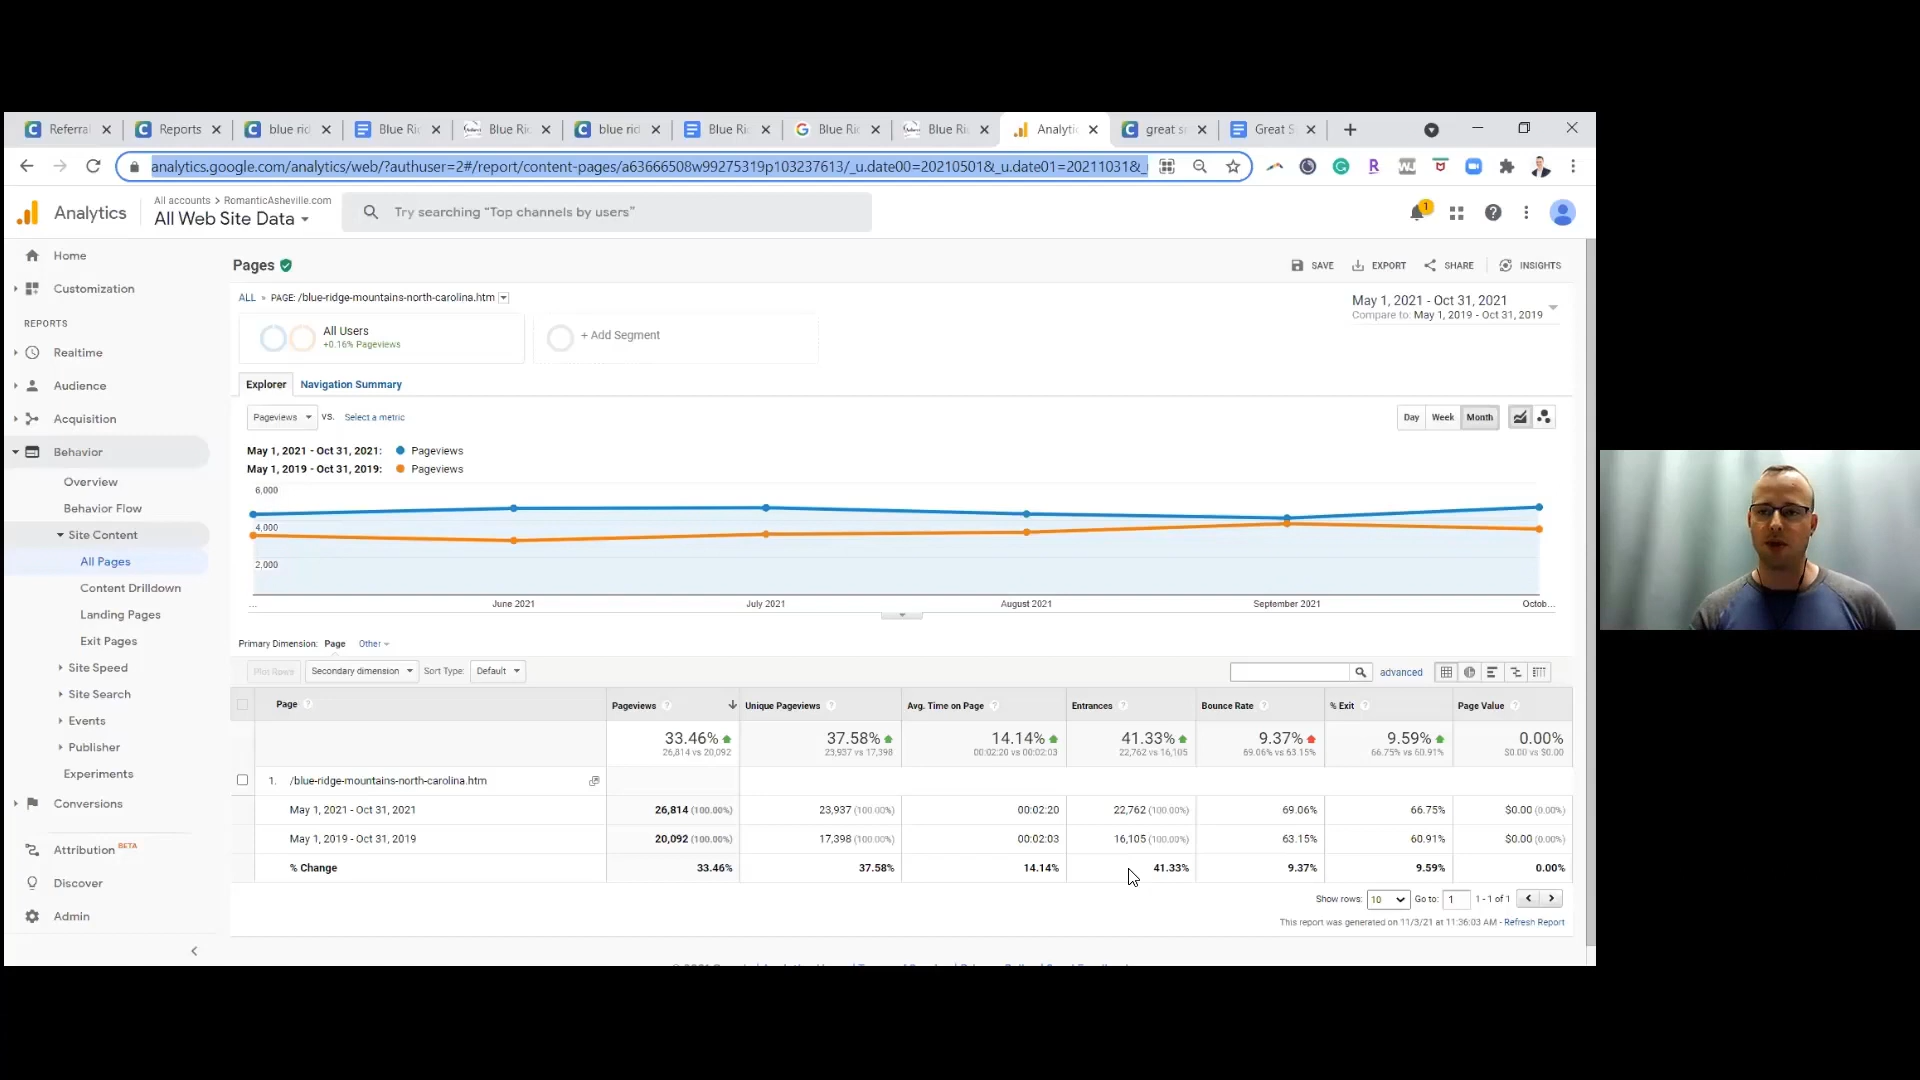 Referral
Reports
blue rid
Blue Ri
Blue Ri
blue rid
Blue Ri
Blue Ri
Blue Ri
Analytic
great s
Great S
analytics.google.com/analytics/web/?authuser=2#/report/content-pages/a63666508w99275319p103237613/_u.date00=20210501&_u.date01=20211031&_
Analytics
All accounts > RomanticAsheville.com
All Web Site Data
Try searching “Top channels by users”
1
Home
Customization
REPORTS
Realtime
Audience
Acquisition
Behavior
Overview
Behavior Flow
Site Content
All Pages
Content Drilldown
Landing Pages
Exit Pages
Site Speed
Site Search
Events
Publisher
Experiments
Conversions
Attribution BETA
Discover
Admin
Pages
SAVE EXPORT SHARE INSIGHTS
ALL » PAGE: /blue-ridge-mountains-north-carolina.htm
May 1, 2021 - Oct 31, 2021
Compare to: May 1, 2019 - Oct 31, 2019
All Users
+0.16% Pageviews
+ Add Segment
Explorer Navigation Summary
Pageviews VS. Select a metric
Day Week Month
May 1, 2021 - Oct 31, 2021: Pageviews
May 1, 2019 - Oct 31, 2019: Pageviews
6,000
4,000
2,000
... June 2021 July 2021 August 2021 September 2021 Octob...
Primary Dimension: Page Other
Plot Rows Secondary dimension Sort Type: Default advanced
Page Pageviews Unique Pageviews Avg. Time on Page Entrances Bounce Rate % Exit Page Value
33.46% 37.58% 14.14% 41.33% 9.37% 9.59% 0.00%
26,814 vs 20,092 23,937 vs 17,398 00:02:20 vs 00:02:03 22,762 vs 16,105 69.06% vs 63.15% 66.75% vs 60.91% $0.00 vs $0.00
1. /blue-ridge-mountains-north-carolina.htm
May 1, 2021 - Oct 31, 2021 26,814 (100.00%) 23,937 (100.00%) 00:02:20 22,762 (100.00%) 69.06% 66.75% $0.00 (0.00%)
May 1, 2019 - Oct 31, 2019 20,092 (100.00%) 17,398 (100.00%) 00:02:03 16,105 (100.00%) 63.15% 60.91% $0.00 (0.00%)
% Change 33.46% 37.58% 14.14% 41.33% 9.37% 9.59% 0.00%
Show rows: 10 Go to: 1 1 - 1 of 1
This report was generated on 11/3/21 at 11:36:03 AM - Refresh Report